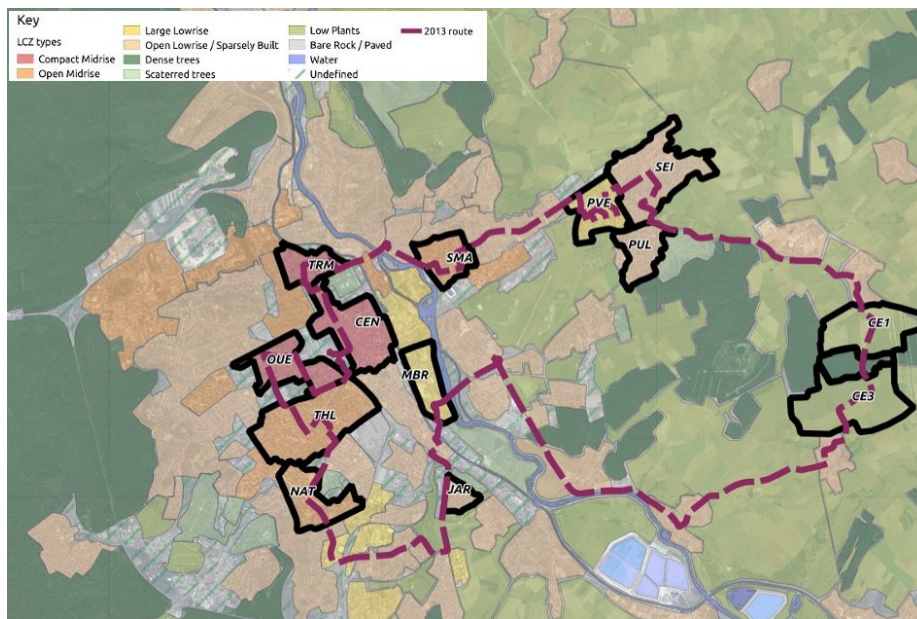 Key
LCZ types
Compact Midrise
Open Midrise
Large Lowrise
Open Lowrise / Sparsely Built
Dense trees
Scaterred trees
Low Plants
Bare Rock / Paved
Water
Undefined
2013 route
SEI
PVE
PUL
SMA
TRM
CEN
CE1
OUE
MBR
CE3
THL
NAT
JAR